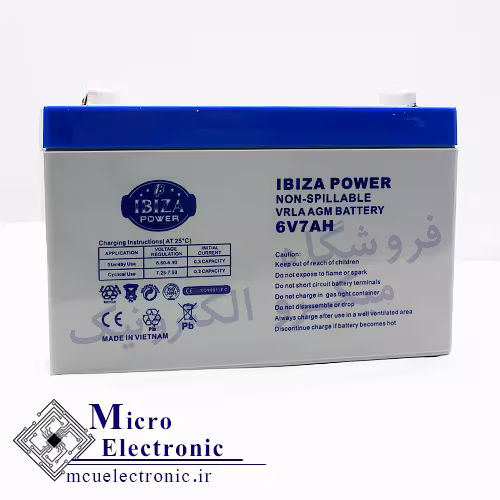 IBIZA
POWER
Charging Instructions( AT 25°C)
APPLICATION VOLTAGE REGULATION INITIAL CURRENT
Standby Use 6.80-6.90 0.3 CAPACITY
Cyclical Use 7.25-7.50 0.3 CAPACITY
Pb
Pb
MADE IN VIETNAM
IBIZA POWER
NON-SPILLABLE
VRLA AGM BATTERY
6V7AH
Caution:
Keep out of reach of children
Do not expose to flame or spark
Do not short circuit battery terminals
Do not charge in gas tight container
Do not disassemble or drop
Always charge after use in a well ventilated area
Discontinue charge if battery becomes hot
فروشگاه
الکترونیک
Micro
Electronic
mcuelectronic.ir